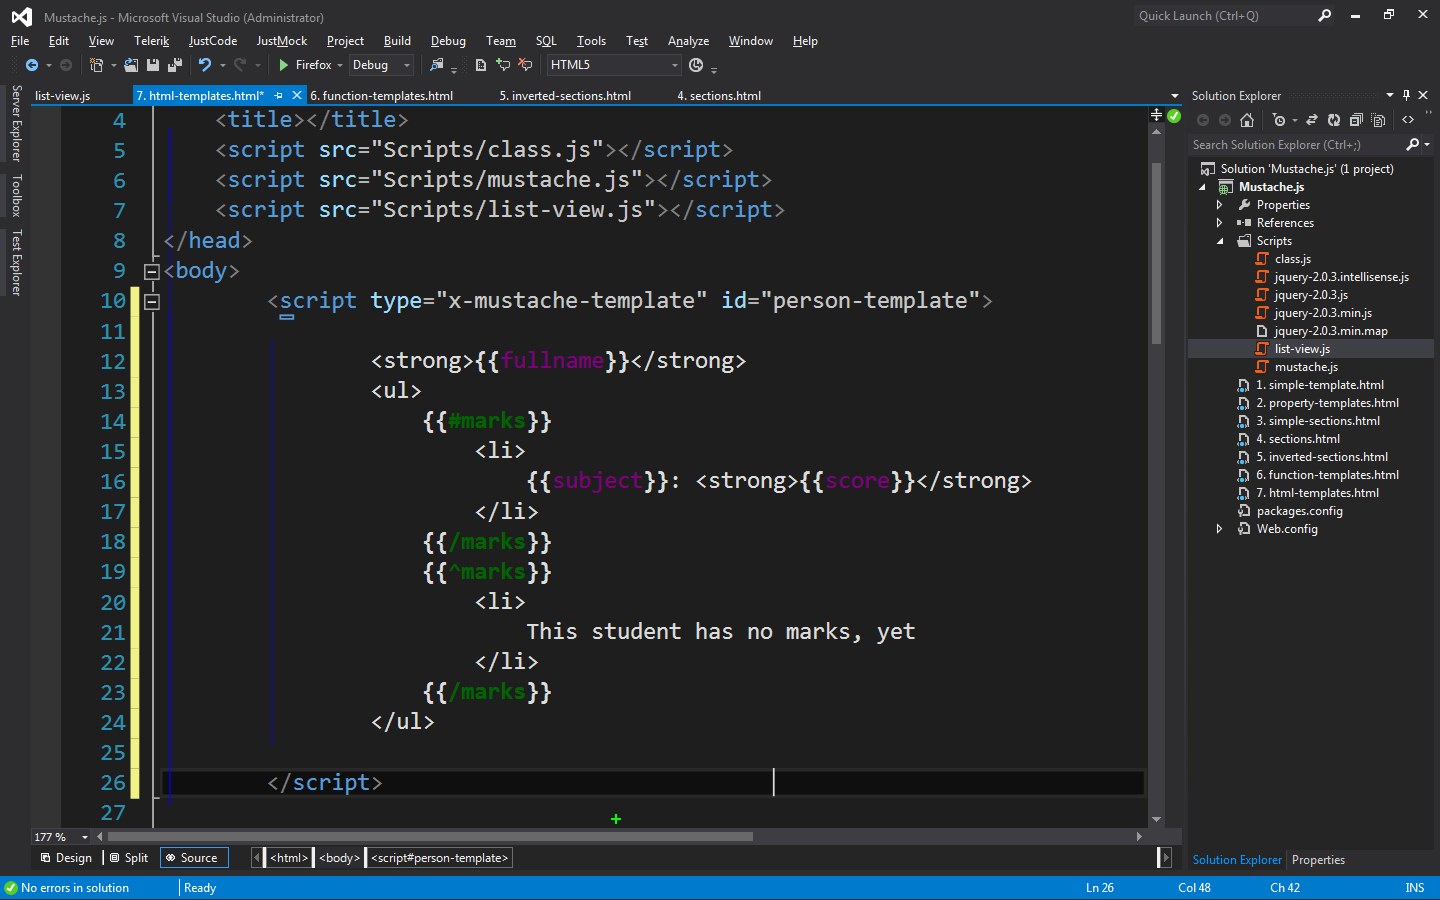 Mustache.js - Microsoft Visual Studio (Administrator)
Quick Launch (Ctrl+Q)
File Edit View Telerik JustCode JustMock Project Build Debug Team SQL Tools Test Analyze Window Help
Firefox Debug HTML5
list-view.js 7. html-templates.html* 6. function-templates.html 5. inverted-sections.html 4. sections.html
Server Explorer
Toolbox
Test Explorer
4 <title></title>
5 <script src="Scripts/class.js"></script>
6 <script src="Scripts/mustache.js"></script>
7 <script src="Scripts/list-view.js"></script>
8 </head>
9 <body>
10 <script type="x-mustache-template" id="person-template">
11
12 <strong>{{fullname}}</strong>
13 <ul>
14 {{#marks}}
15 <li>
16 {{subject}}: <strong>{{score}}</strong>
17 </li>
18 {{/marks}}
19 {{^marks}}
20 <li>
21 This student has no marks, yet
22 </li>
23 {{/marks}}
24 </ul>
25
26 </script>
27
177 %
Design Split Source <html> <body> <script#person-template>
Solution Explorer
Search Solution Explorer (Ctrl+;)
Solution 'Mustache.js' (1 project)
Mustache.js
Properties
References
Scripts
class.js
jquery-2.0.3.intellisense.js
jquery-2.0.3.js
jquery-2.0.3.min.js
jquery-2.0.3.min.map
list-view.js
mustache.js
1. simple-template.html
2. property-templates.html
3. simple-sections.html
4. sections.html
5. inverted-sections.html
6. function-templates.html
7. html-templates.html
packages.config
Web.config
Solution Explorer Properties
No errors in solution Ready Ln 26 Col 48 Ch 42 INS